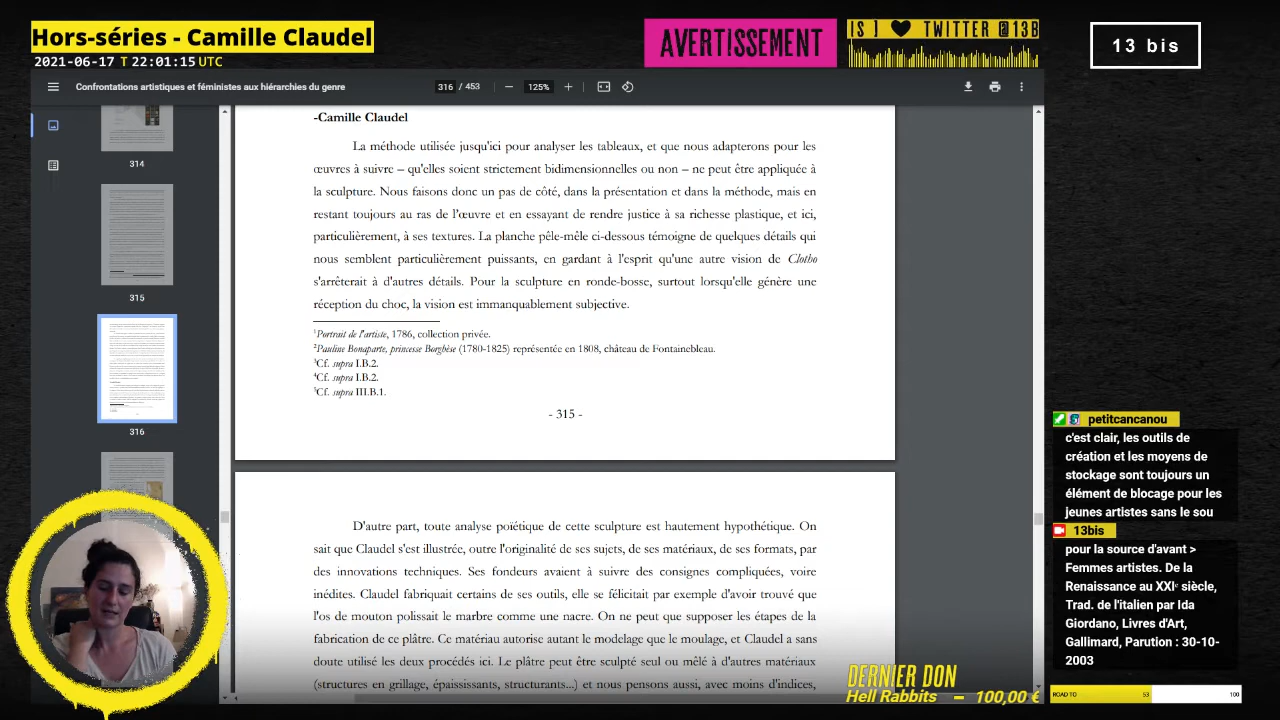 Hors-séries - Camille Claudel
2021-06-17 T 22:01:15 UTC
AVERTISSEMENT
IS ] TWITTER @13B
13 bis
Confrontations artistiques et féministes aux hiérarchies du genre
316 / 453
125%
314
315
316
-Camille Claudel
La méthode utilisée jusqu'ici pour analyser les tableaux, et que nous adapterons pour les
œuvres à suivre – qu'elles soient strictement bidimensionnelles ou non – ne peut être appliquée à
la sculpture. Nous faisons donc un pas de côté, dans la présentation et dans la méthode, mais en
restant toujours au ras de l'œuvre et en essayant de rendre justice à sa richesse plastique, et ici,
particulièrement, à ses textures. La planche pêle-mêle ci-dessous témoigne de quelques détails qui
nous semblent particulièrement puissants, en gardant à l'esprit qu'une autre vision de Clotho
s'arrêterait à d'autres détails. Pour la sculpture en ronde-bosse, surtout lorsqu'elle génère une
réception du choc, la vision est immanquablement subjective.
¹Portrait de l'artiste, 1786, collection privée.
²Pauline Bonaparte, princesse Borghèse (1780-1825) représentée en 1808, château de Fontainebleau.
³Cf. supra I.B.2.
⁴Cf. supra I.B.2.
⁵Cf. supra III.B.1.
- 315 -
D'autre part, toute analyse poïétique de cette sculpture est hautement hypothétique. On
sait que Claudel s'est illustrée, outre l'originalité de ses sujets, de ses matériaux, de ses formats, par
des innovations techniques. Ses fondeurs avaient à suivre des consignes compliquées, voire
inédites. Claudel fabriquait certains de ses outils, elle se félicitait par exemple d'avoir trouvé que
l'os de mouton polissait le marbre comme une nacre. On ne peut que supposer les étapes de la
fabrication de ce plâtre. Ce matériau autorise autant le modelage que le moulage, et Claudel a sans
doute utilisé les deux procédés ici. Le plâtre peut être sculpté seul ou mêlé à d'autres matériaux
(structures en grillage, épaississants, structurants...) et nous pensons aussi, avec moins d'indices,
petitcancanou
c'est clair, les outils de
création et les moyens de
stockage sont toujours un
élément de blocage pour les
jeunes artistes sans le sou
13bis
pour la source d'avant >
Femmes artistes. De la
Renaissance au XXIᵉ siècle,
Trad. de l'italien par Ida
Giordano, Livres d'Art,
Gallimard, Parution : 30-10-
2003
DERNIER DON
Hell Rabbits – 100,00 €
ROAD TO 53 100